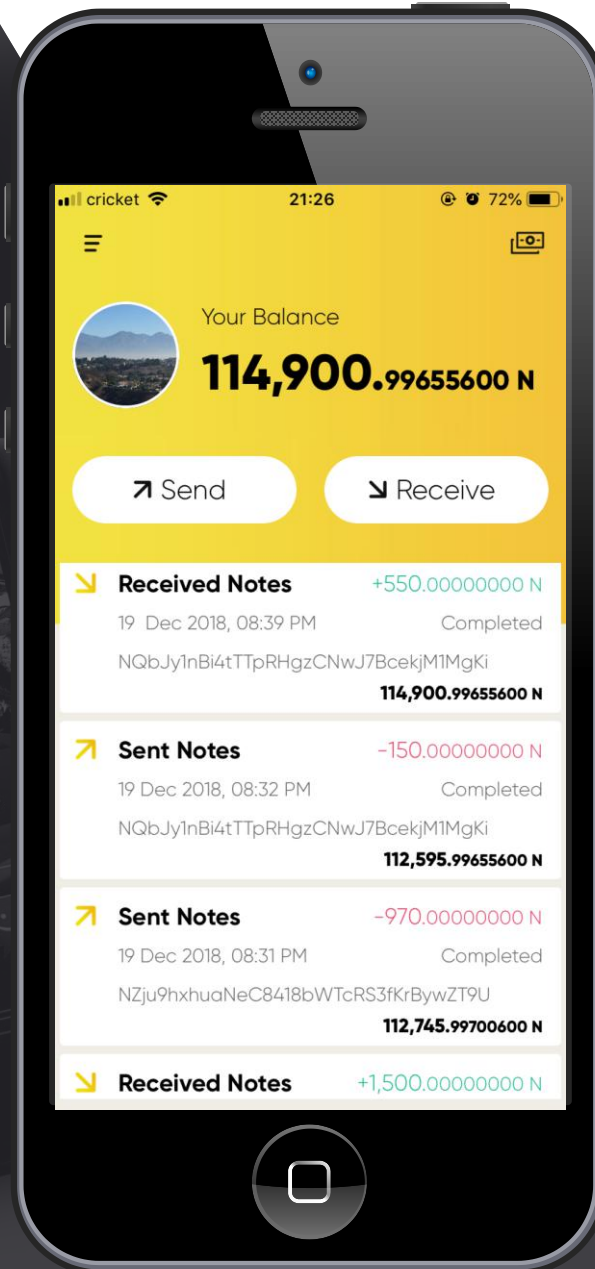 cricket 21:26 72%
Your Balance
114,900.99655600 N
Send Receive
Received Notes +550.00000000 N
19 Dec 2018, 08:39 PM Completed
NQbJy1nBi4tTTpRHgzCNwJ7BcekjM1MgKi
114,900.99655600 N
Sent Notes -150.00000000 N
19 Dec 2018, 08:32 PM Completed
NQbJy1nBi4tTTpRHgzCNwJ7BcekjM1MgKi
112,595.99655600 N
Sent Notes -970.00000000 N
19 Dec 2018, 08:31 PM Completed
NZju9hxhuaNeC8418bWTcRS3fKrBywZT9U
112,745.99700600 N
Received Notes +1,500.00000000 N